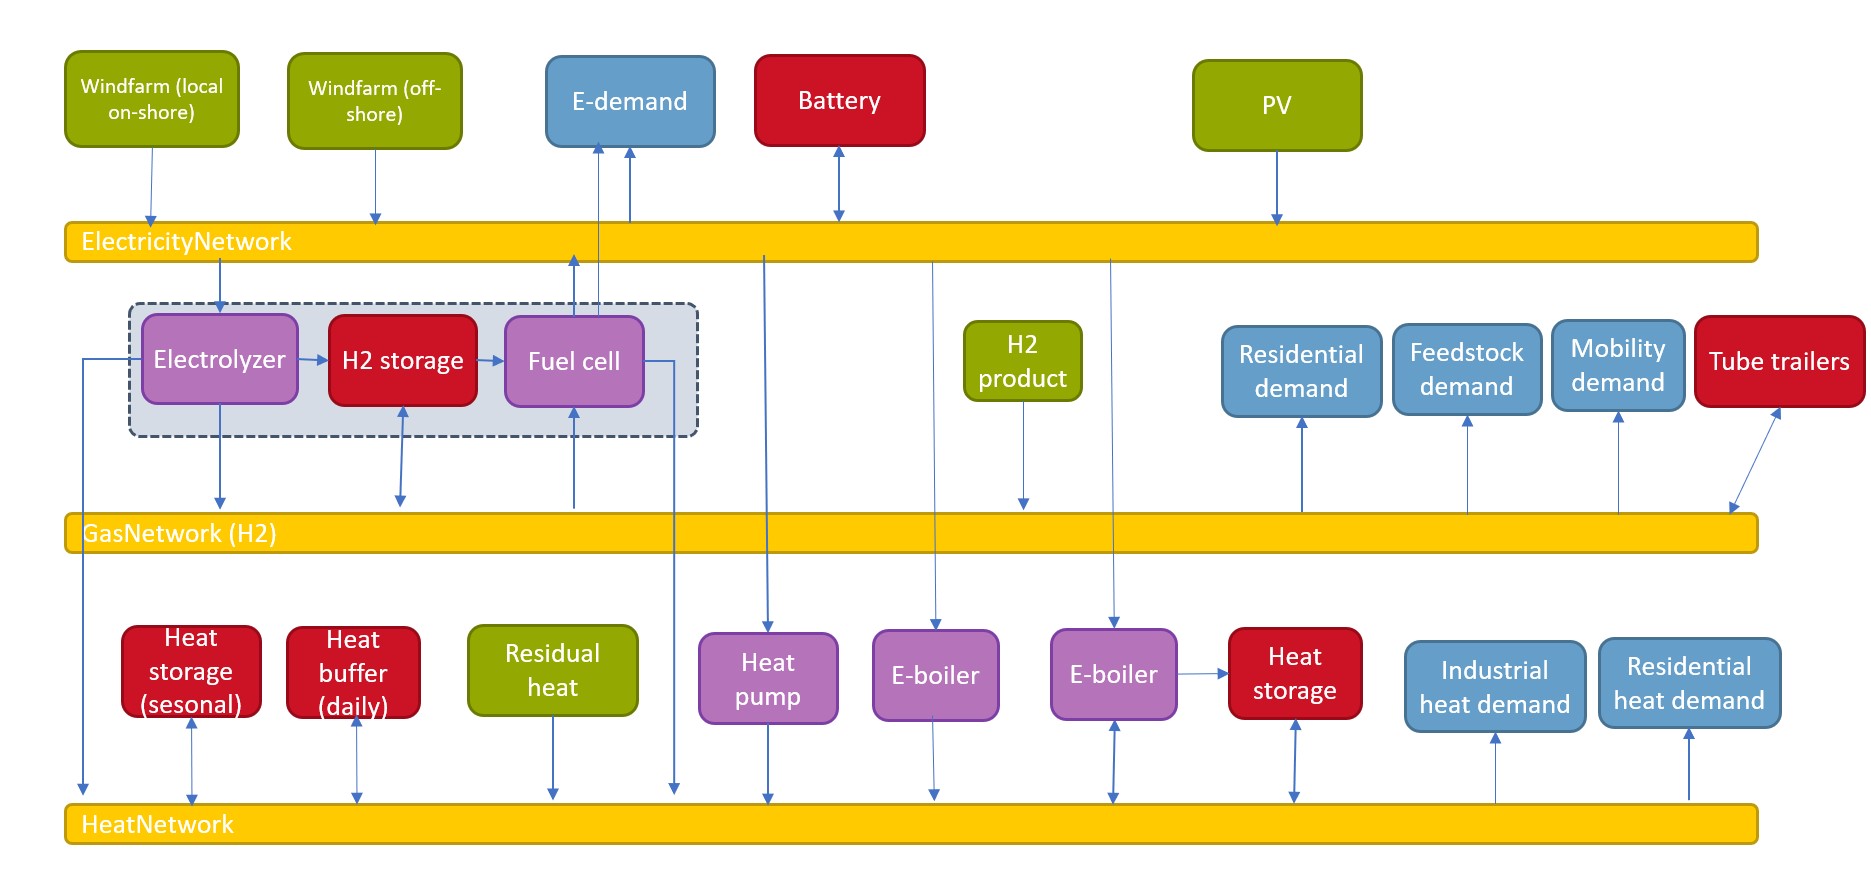 Windfarm (local
on-shore)
Windfarm (off-
shore)
E-demand
Battery
PV
ElectricityNetwork
Electrolyzer
H2 storage
Fuel cell
H2
product
Residential
demand
Feedstock
demand
Mobility
demand
Tube trailers
GasNetwork (H2)
Heat
storage
(sesonal)
Heat
buffer
(daily)
Residual
heat
Heat
pump
E-boiler
E-boiler
Heat
storage
Industrial
heat demand
Residential
heat demand
HeatNetwork